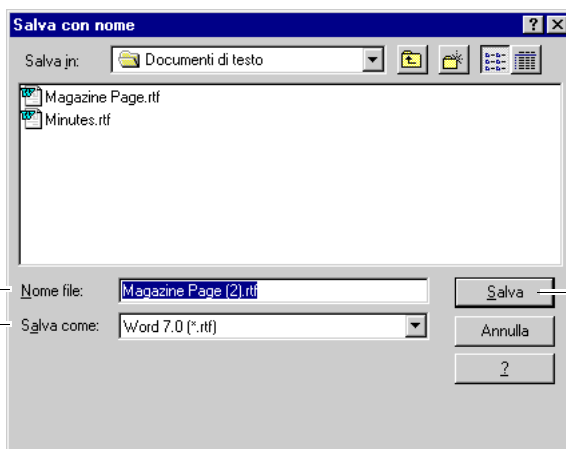 Salva con nome
Salva in: Documenti di testo
Magazine Page.rtf
Minutes.rtf
Nome file: Magazine Page (2).rtf Salva
Salva come: Word 7.0 (*.rtf) Annulla
?